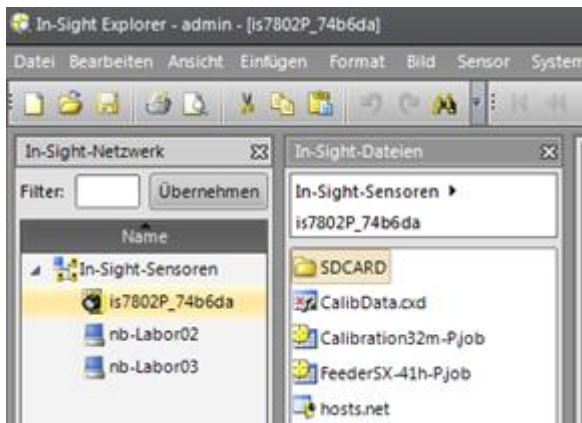 In-Sight Explorer - admin - [is7802P_74b6da]
Datei Bearbeiten Ansicht Einfügen Format Bild Sensor System
In-Sight-Netzwerk
Filter: Übernehmen
Name
In-Sight-Sensoren
is7802P_74b6da
nb-Labor02
nb-Labor03
In-Sight-Dateien
In-Sight-Sensoren
is7802P_74b6da
SDCARD
CalibData.cxd
Calibration32m-P.job
FeederSX-41h-P.job
hosts.net